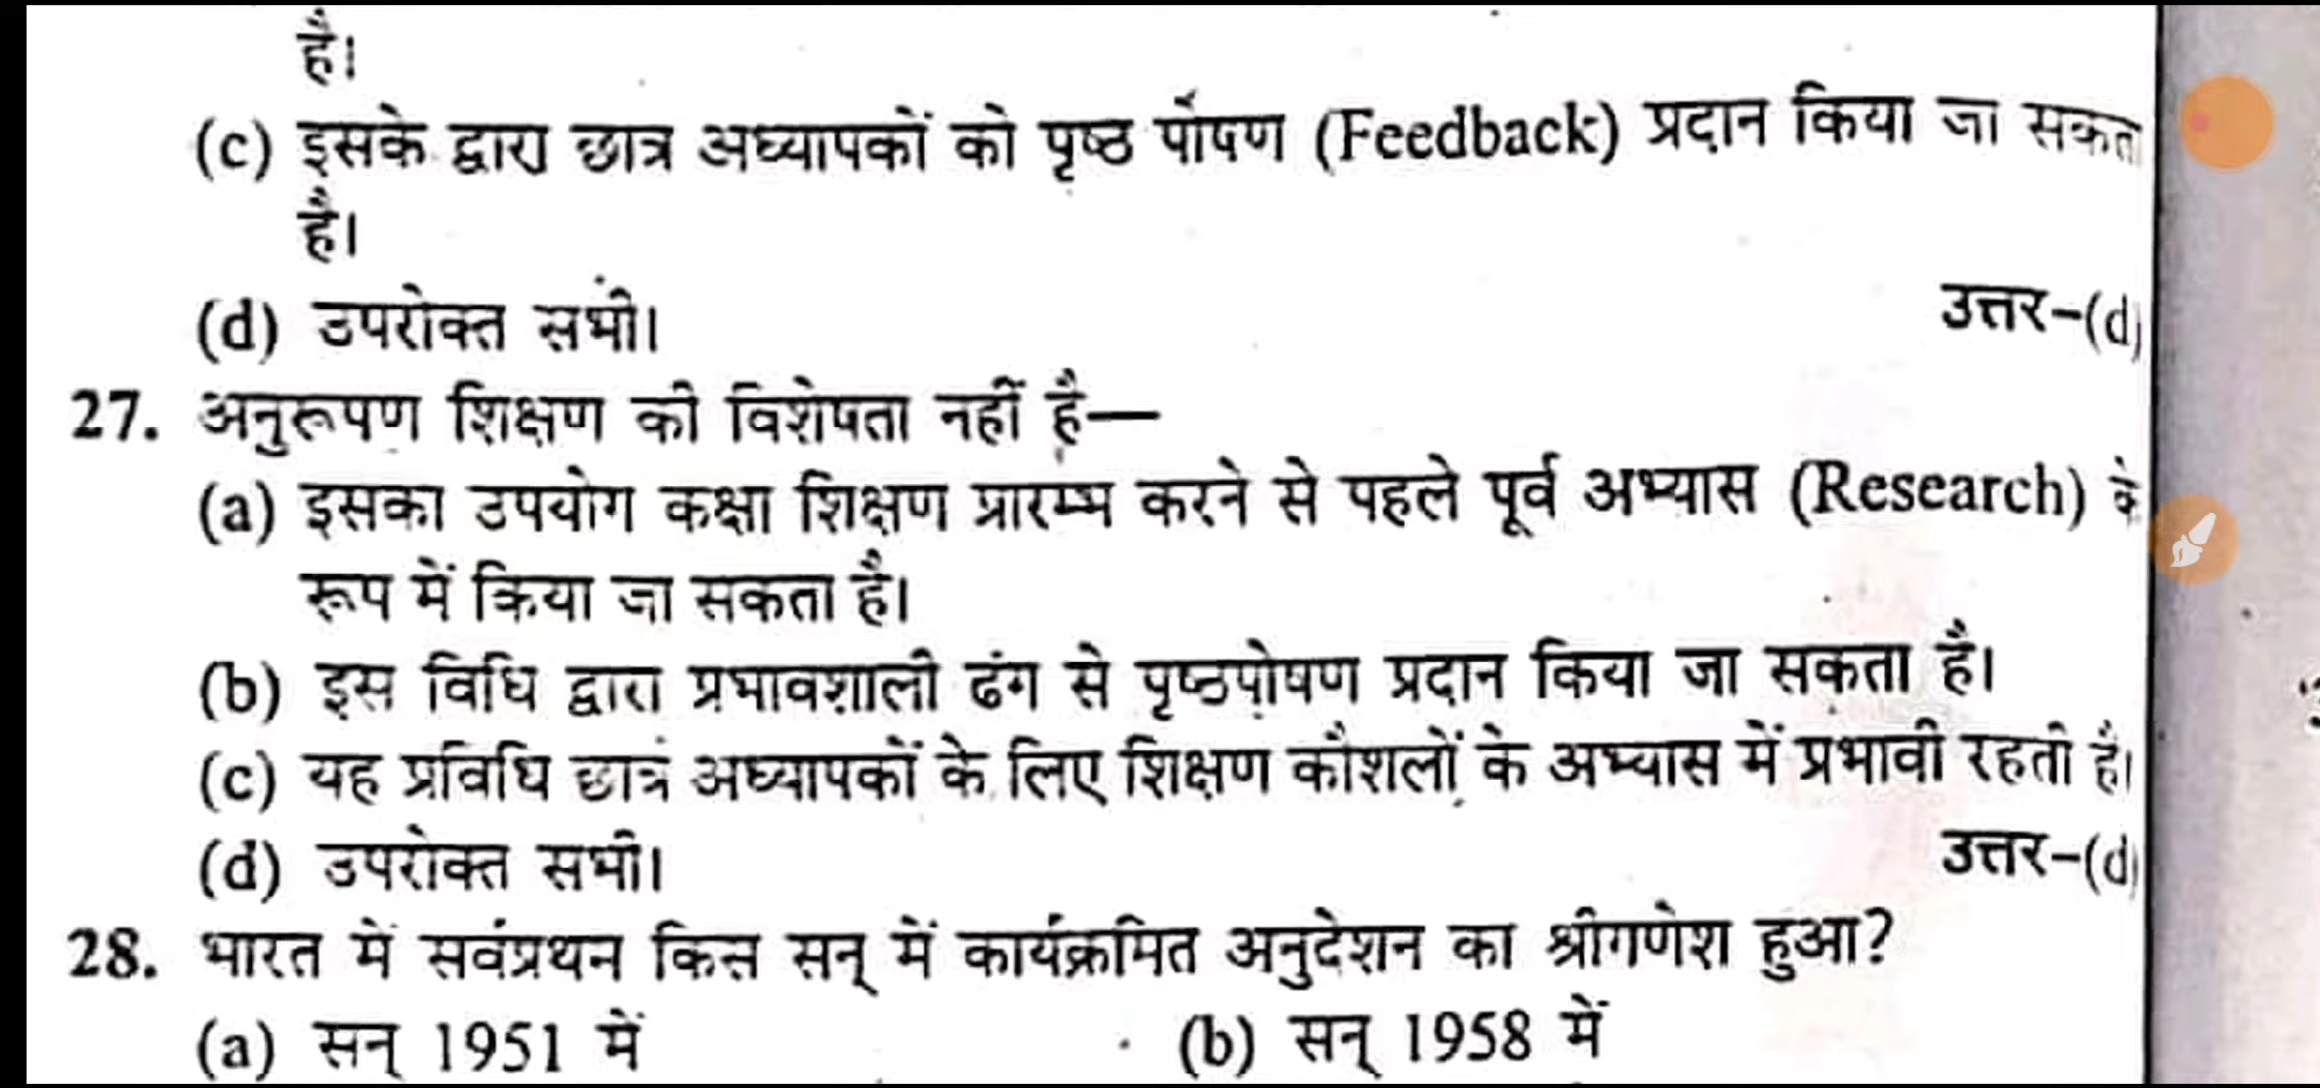 है।
(c) इसके द्वारा छात्र अध्यापकों को पृष्ठ पोषण (Feedback) प्रदान किया जा सकता
है।
(d) उपरोक्त सभी।
उत्तर–(d)
27. अनुरूपण शिक्षण की विशेषता नहीं है—
(a) इसका उपयोग कक्षा शिक्षण प्रारम्भ करने से पहले पूर्व अभ्यास (Research) के
रूप में किया जा सकता है।
(b) इस विधि द्वारा प्रभावशाली ढंग से पृष्ठपोषण प्रदान किया जा सकता है।
(c) यह प्रविधि छात्र अध्यापकों के लिए शिक्षण कौशलों के अभ्यास में प्रभावी रहती है।
(d) उपरोक्त सभी।
उत्तर–(d)
28. भारत में सर्वप्रथन किस सन् में कार्यक्रमित अनुदेशन का श्रीगणेश हुआ?
(a) सन् 1951 में
(b) सन् 1958 में